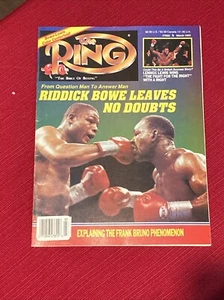 The
RING
"THE BIBLE OF BOXING"
From Question Man To Answer Man
RIDDICK BOWE LEAVES
NO DOUBTS
LENNOX LEWIS WINS
"THE FIGHT FOR THE RIGHT"
WITH A RIGHT
EXPLAINING THE FRANK BRUNO PHENOMENON